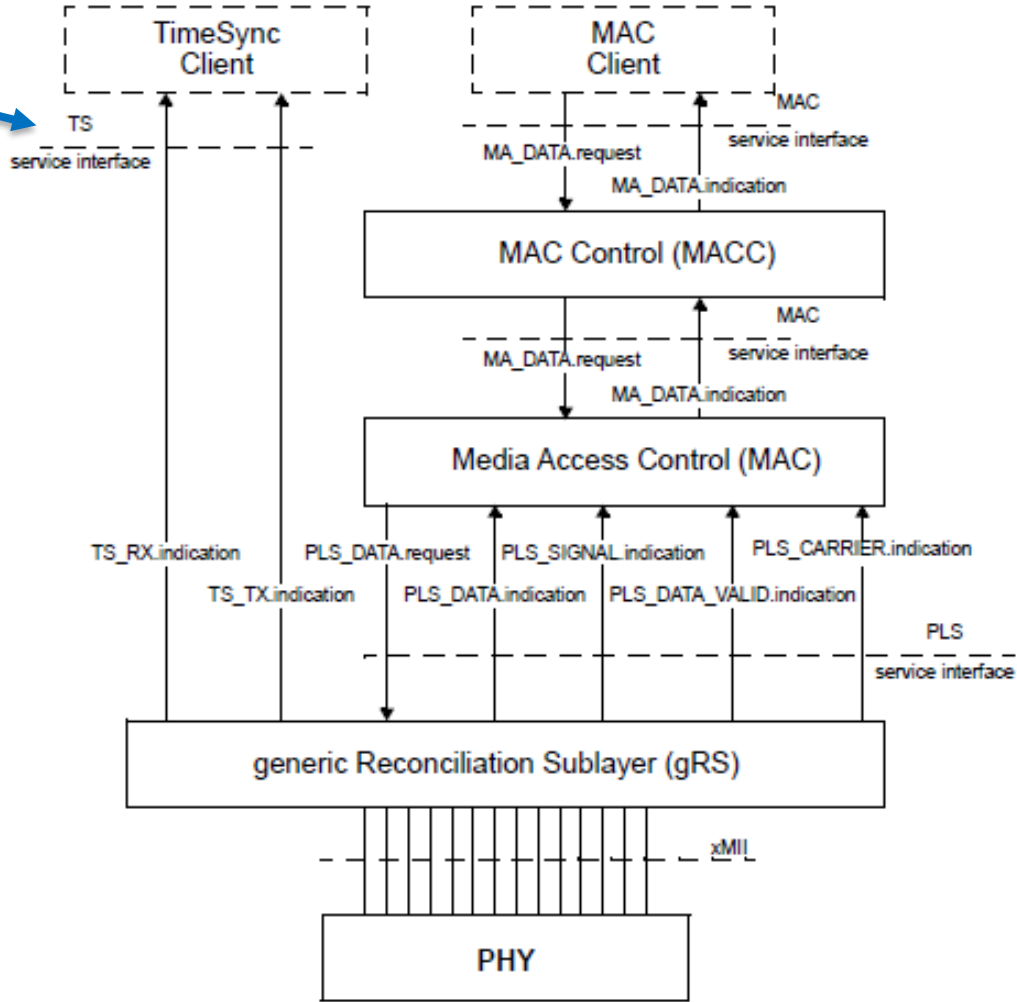 TimeSync
Client
MAC
Client
TS
service interface
MAC
service interface
MA_DATA.request
MA_DATA.indication
MAC Control (MACC)
MAC
service interface
MA_DATA.request
MA_DATA.indication
Media Access Control (MAC)
TS_RX.indication
PLS_DATA.request
PLS_SIGNAL.indication
PLS_CARRIER.indication
TS_TX.indication
PLS_DATA.indication
PLS_DATA_VALID.indication
PLS
service interface
generic Reconciliation Sublayer (gRS)
xMII
PHY